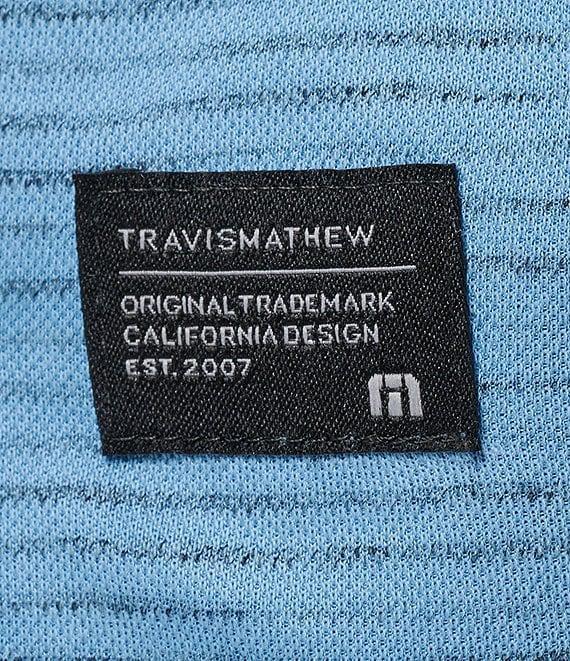 TRAVISMATHEW
ORIGINAL TRADEMARK
CALIFORNIA DESIGN
EST. 2007